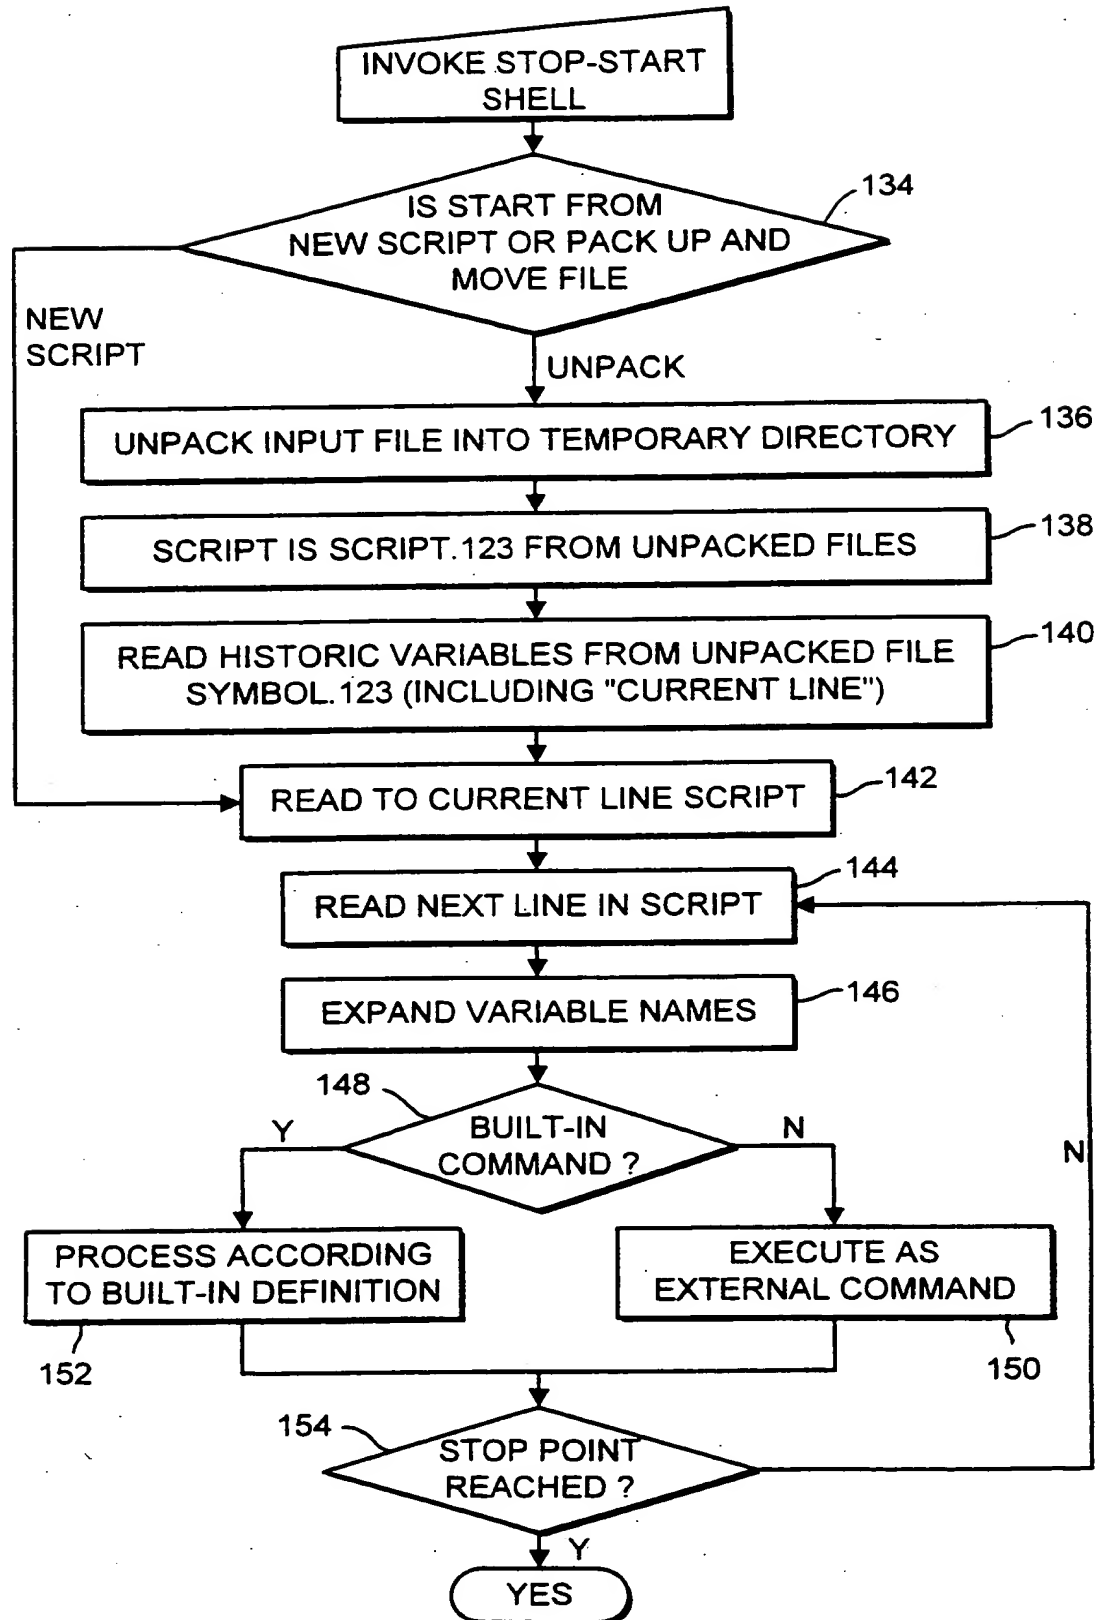 INVOKE STOP-START
SHELL
134
IS START FROM
NEW SCRIPT OR PACK UP AND
MOVE FILE
NEW
SCRIPT
UNPACK
UNPACK INPUT FILE INTO TEMPORARY DIRECTORY
136
SCRIPT IS SCRIPT.123 FROM UNPACKED FILES
138
READ HISTORIC VARIABLES FROM UNPACKED FILE
SYMBOL.123 (INCLUDING "CURRENT LINE")
140
READ TO CURRENT LINE SCRIPT
142
READ NEXT LINE IN SCRIPT
144
EXPAND VARIABLE NAMES
146
148
BUILT-IN
COMMAND ?
Y
N
N
PROCESS ACCORDING
TO BUILT-IN DEFINITION
152
EXECUTE AS
EXTERNAL COMMAND
150
154
STOP POINT
REACHED ?
Y
YES